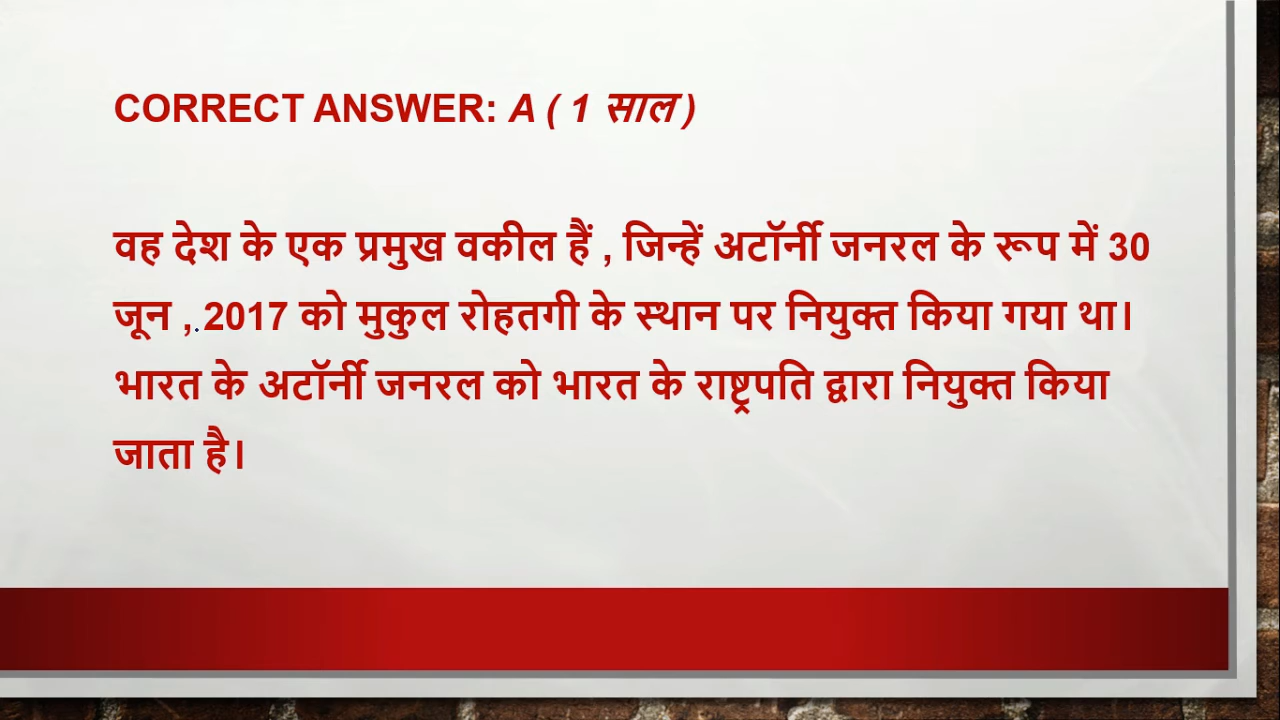 CORRECT ANSWER: A ( 1 साल )
वह देश के एक प्रमुख वकील हैं , जिन्हें अटॉर्नी जनरल के रूप में 30
जून ,.2017 को मुकुल रोहतगी के स्थान पर नियुक्त किया गया था।
भारत के अटॉर्नी जनरल को भारत के राष्ट्रपति द्वारा नियुक्त किया
जाता है।